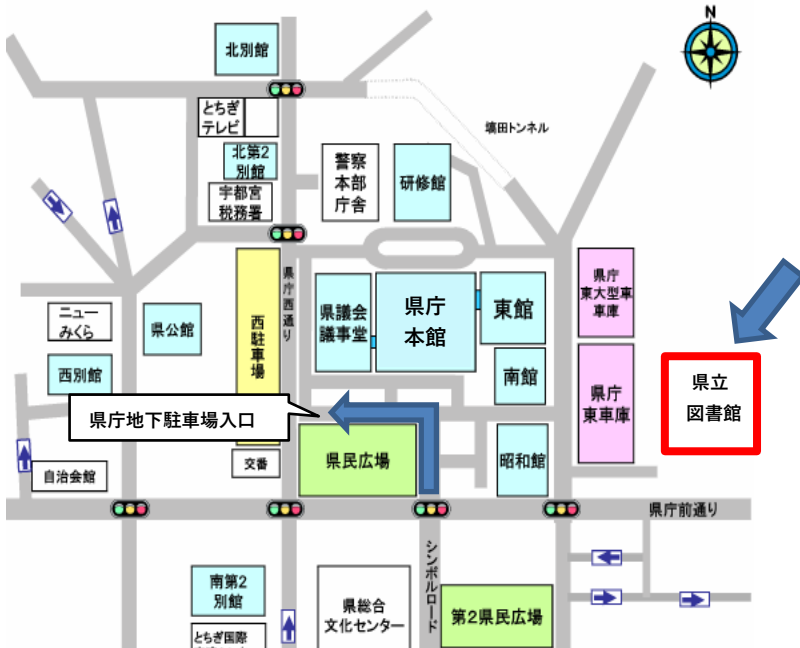 N
北別館
とちぎ
テレビ
塙田トンネル
北第2
別館
警察
本部
庁舎
研修館
宇都宮
税務署
県庁西通り
県庁
東大型車
車庫
ニュー
みくら
県公館
西駐車場
県議会
議事堂
県庁
本館
東館
西別館
南館
県庁
東車庫
県立
図書館
県庁地下駐車場入口
県民広場
昭和館
交番
自治会館
県庁前通り
シンボルロード
南第2
別館
県総合
文化センター
第2県民広場
とちぎ国際